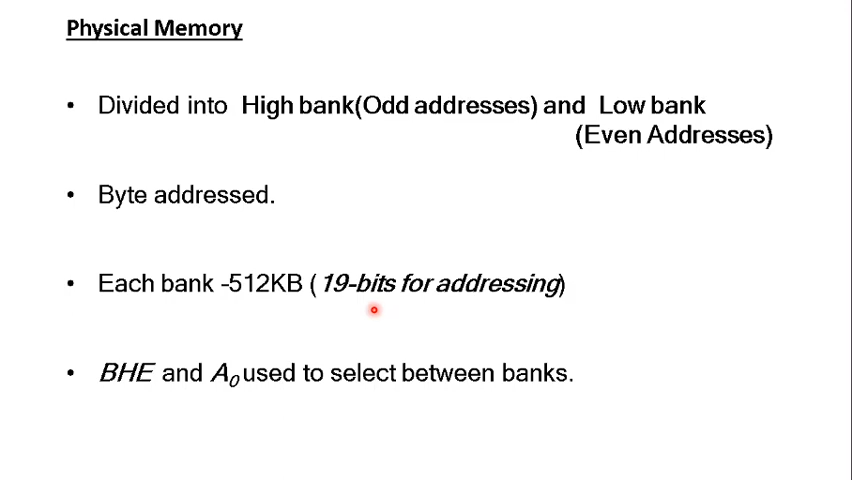 Physical Memory
• Divided into High bank(Odd addresses) and Low bank
(Even Addresses)
• Byte addressed.
• Each bank -512KB ( 19-bits for addressing)
• BHE and A0 used to select between banks.